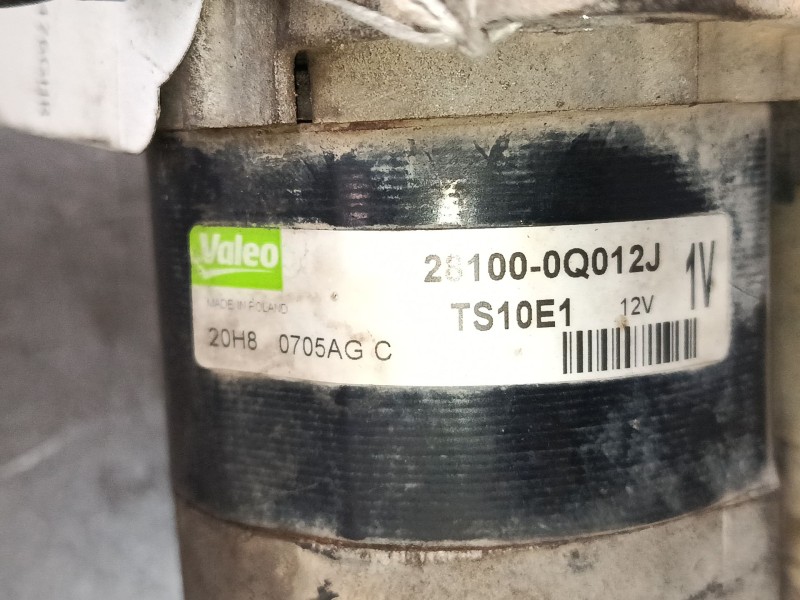 Valeo
28100-0Q012J
1V
MADE IN POLAND
TS10E1 12V
20H8 0705AG C